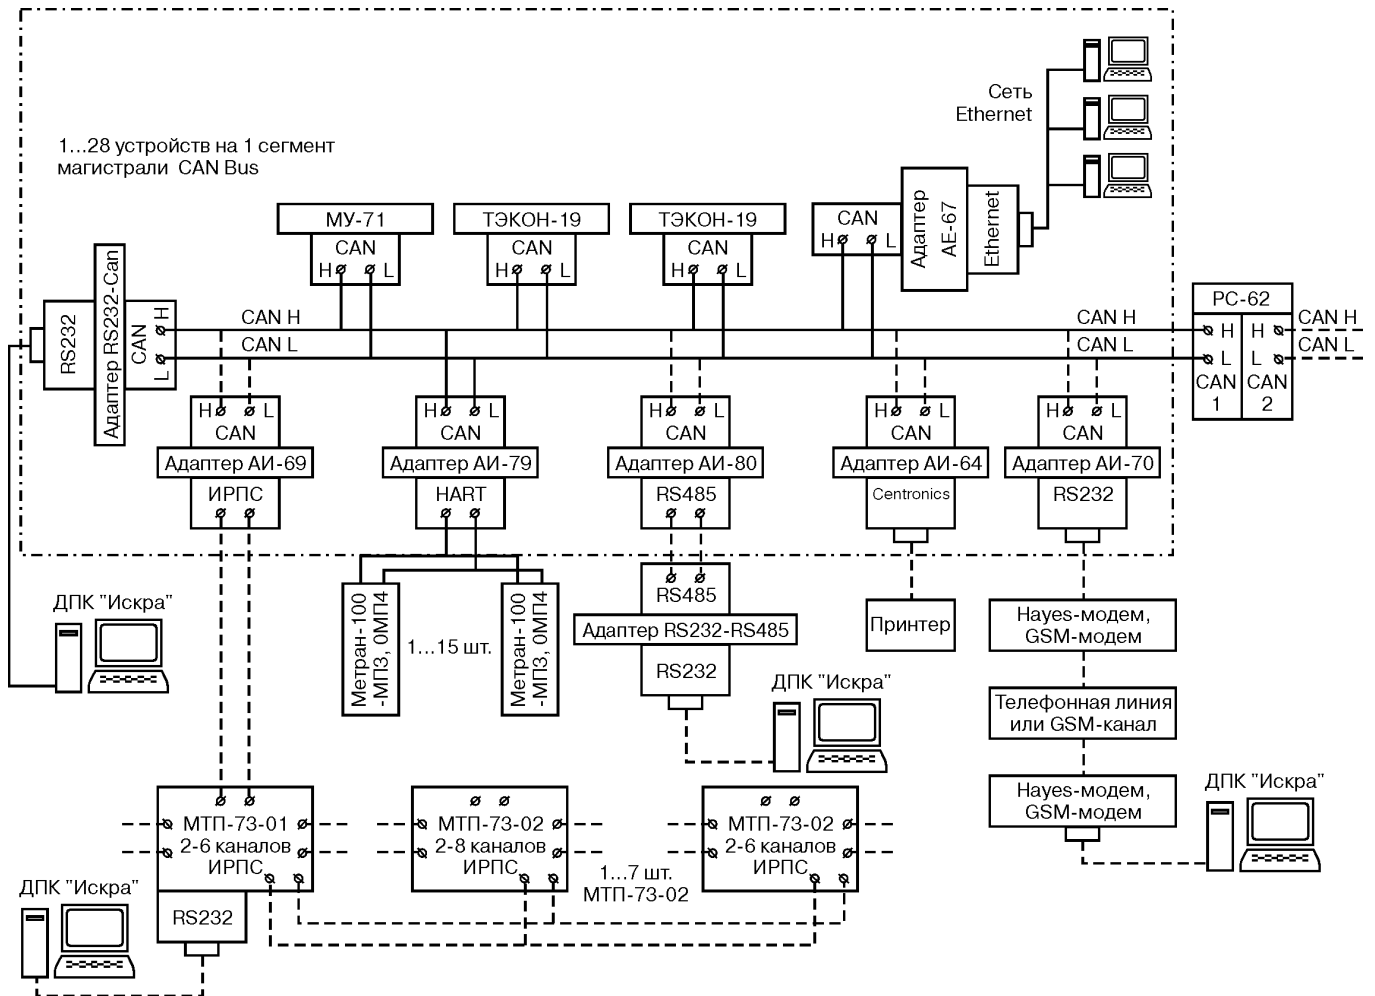 Сеть
Ethernet
1...28 устройств на 1 сегмент
магистрали CAN Bus
МУ-71
CAN
H L
ТЭКОН-19
CAN
H L
ТЭКОН-19
CAN
H L
CAN
H L
Адаптер
АЕ-67
Ethernet
RS232
Адаптер RS232-Can
CAN
H
L
CAN H
CAN L
CAN H
CAN L
РС-62
H H
L L
CAN CAN
1 2
CAN H
CAN L
H L
CAN
Адаптер АИ-69
ИРПС
H L
CAN
Адаптер АИ-79
HART
H L
CAN
Адаптер АИ-80
RS485
H L
CAN
Адаптер АИ-64
Centronics
H L
CAN
Адаптер АИ-70
RS232
ДПК "Искра"
Метран-100
-МП3, 0МП4
1...15 шт.
Метран-100
-МП3, 0МП4
RS485
Адаптер RS232-RS485
RS232
ДПК "Искра"
Принтер
Hayes-модем,
GSM-модем
Телефонная линия
или GSM-канал
Hayes-модем,
GSM-модем
ДПК "Искра"
МТП-73-01
2-6 каналов
ИРПС
RS232
ДПК "Искра"
МТП-73-02
2-8 каналов
ИРПС
1...7 шт.
МТП-73-02
МТП-73-02
2-6 каналов
ИРПС